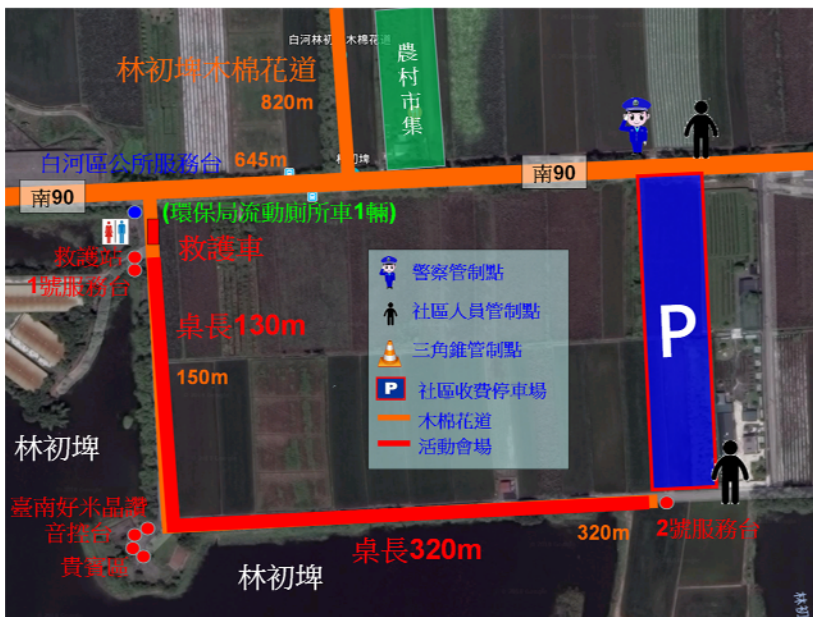 白河林初埤木棉花道
林初埤木棉花道
820m
農村市集
白河區公所服務台
645m
南90
南90
(環保局流動廁所車1輛)
救護站
救護車
1號服務台
桌長130m
150m
警察管制點
社區人員管制點
三角錐管制點
P
社區收費停車場
木棉花道
活動會場
P
林初埤
臺南好米晶讚
音控台
貴賓區
桌長320m
320m
2號服務台
林初埤
林初